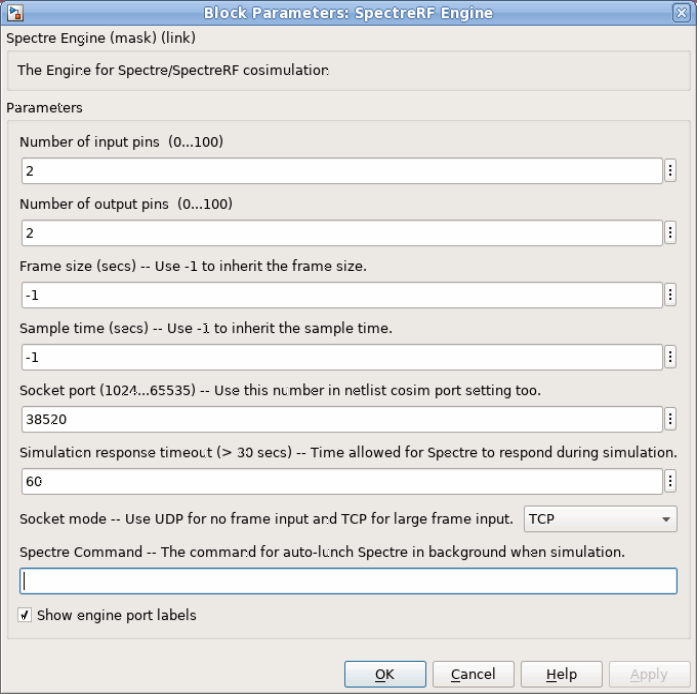 Block Parameters: SpectreRF Engine
Spectre Engine (mask) (link)
The Engine for Spectre/SpectreRF cosimulation:
Parameters
Number of input pins (0...100)
2
Number of output pins (0...100)
2
Frame size (secs) -- Use -1 to inherit the frame size.
-1
Sample time (secs) -- Use -1 to inherit the sample time.
-1
Socket port (1024...65535) -- Use this number in netlist cosim port setting too.
38520
Simulation response timeout (> 30 secs) -- Time allowed for Spectre to respond during simulation.
60
Socket mode -- Use UDP for no frame input and TCP for large frame input. TCP
Spectre Command -- The command for auto-lunch Spectre in background when simulation.
Show engine port labels
OK Cancel Help Apply